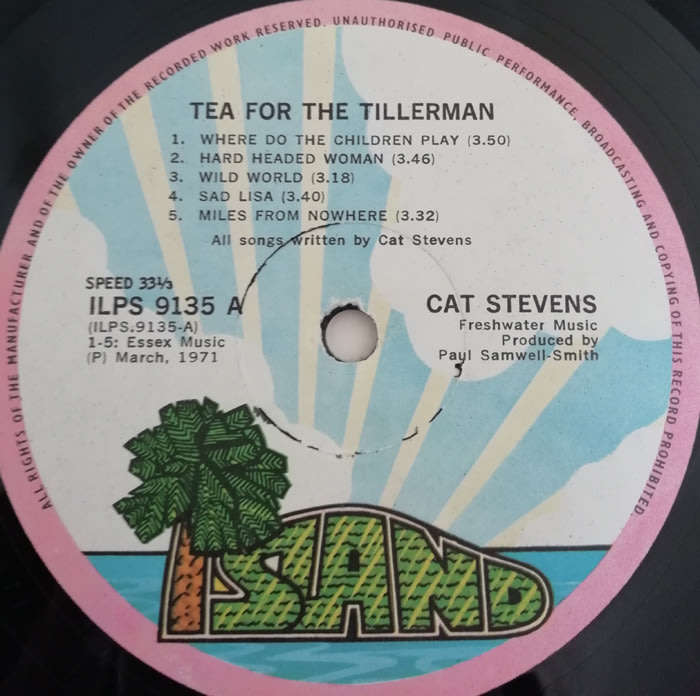 ALL RIGHTS OF THE MANUFACTURER AND OF THE OWNER OF THE RECORDED WORK RESERVED. UNAUTHORISED PUBLIC PERFORMANCE, BROADCASTING AND COPYING OF THIS RECORD PROHIBITED.
TEA FOR THE TILLERMAN
1. WHERE DO THE CHILDREN PLAY (3.50)
2. HARD HEADED WOMAN (3.46)
3. WILD WORLD (3.18)
4. SAD LISA (3.40)
5. MILES FROM NOWHERE (3.32)
All songs written by Cat Stevens
SPEED 33⅓
ILPS 9135 A
(ILPS.9135-A)
1-5: Essex Music
(P) March, 1971
CAT STEVENS
Freshwater Music
Produced by
Paul Samwell-Smith
ISLAND